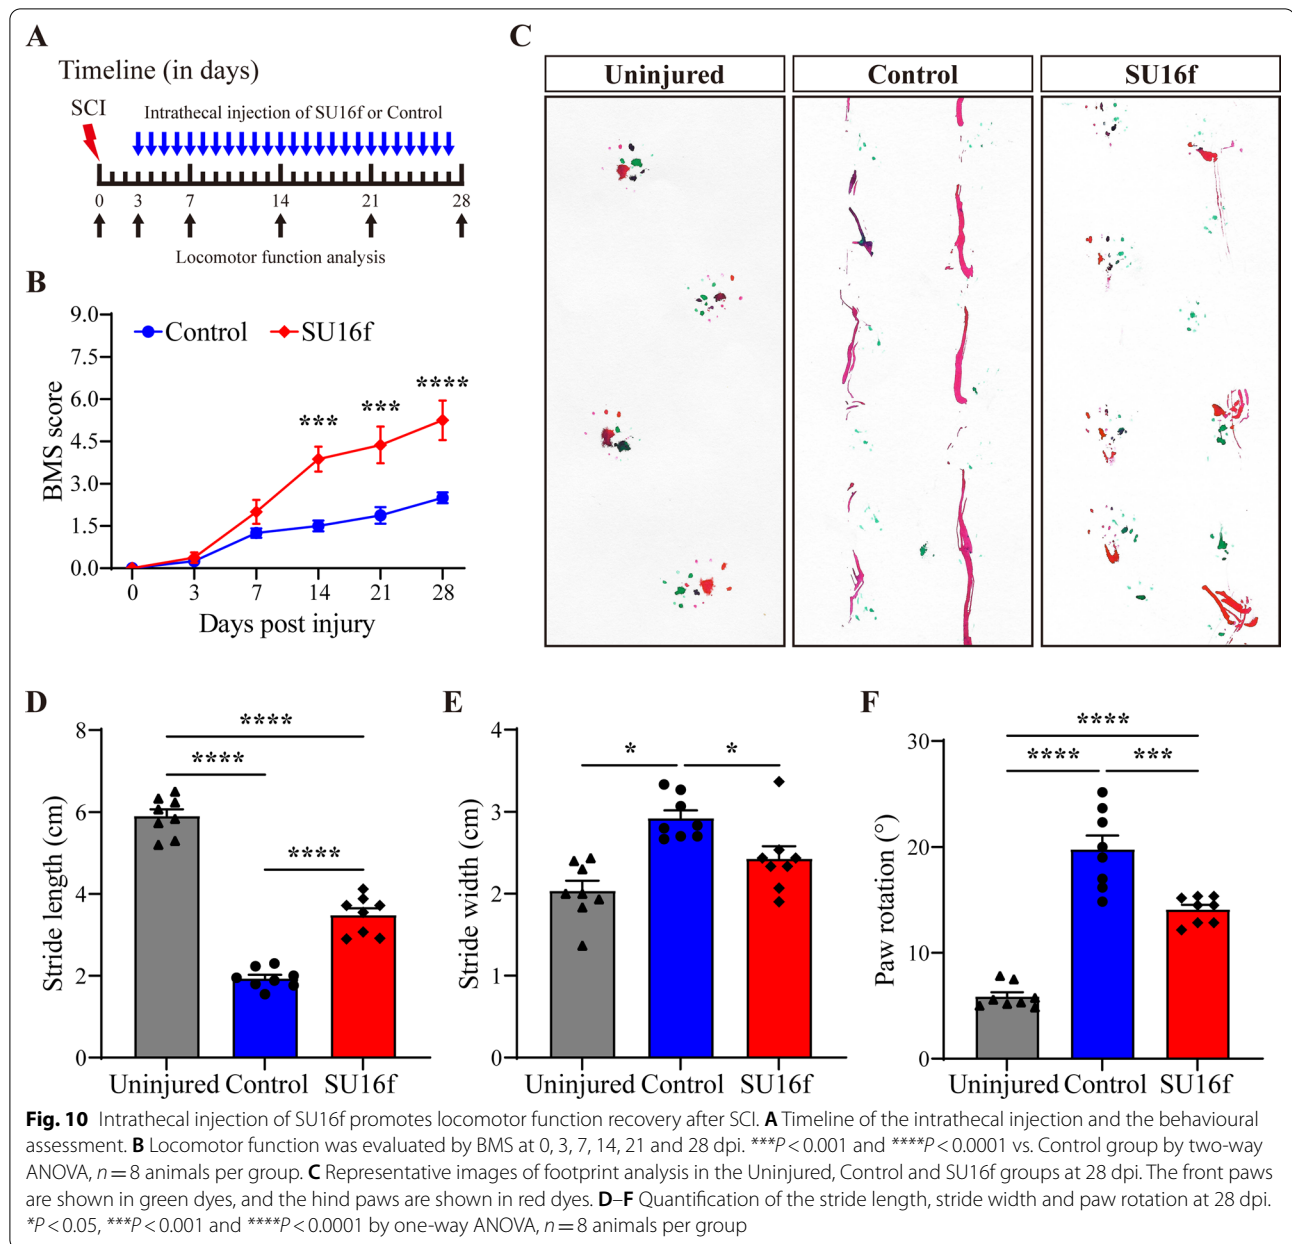 A
Timeline (in days)
SCI
Intrathecal injection of SU16f or Control
0 3 7 14 21 28
Locomotor function analysis
B
9.0
7.5
6.0
4.5
3.0
1.5
0.0
BMS score
Control SU16f
***
***
****
0 3 7 14 21 28
Days post injury
C
Uninjured Control SU16f
D
8
6
4
2
0
Stride length (cm)
****
****
****
Uninjured Control SU16f
E
4
3
2
1
0
Stride width (cm)
* *
Uninjured Control SU16f
F
30
20
10
0
Paw rotation (°)
****
**** ***
Uninjured Control SU16f
Fig. 10 Intrathecal injection of SU16f promotes locomotor function recovery after SCI. A Timeline of the intrathecal injection and the behavioural
assessment. B Locomotor function was evaluated by BMS at 0, 3, 7, 14, 21 and 28 dpi. ***P < 0.001 and ****P < 0.0001 vs. Control group by two-way
ANOVA, n = 8 animals per group. C Representative images of footprint analysis in the Uninjured, Control and SU16f groups at 28 dpi. The front paws
are shown in green dyes, and the hind paws are shown in red dyes. D–F Quantification of the stride length, stride width and paw rotation at 28 dpi.
*P < 0.05, ***P < 0.001 and ****P < 0.0001 by one-way ANOVA, n = 8 animals per group